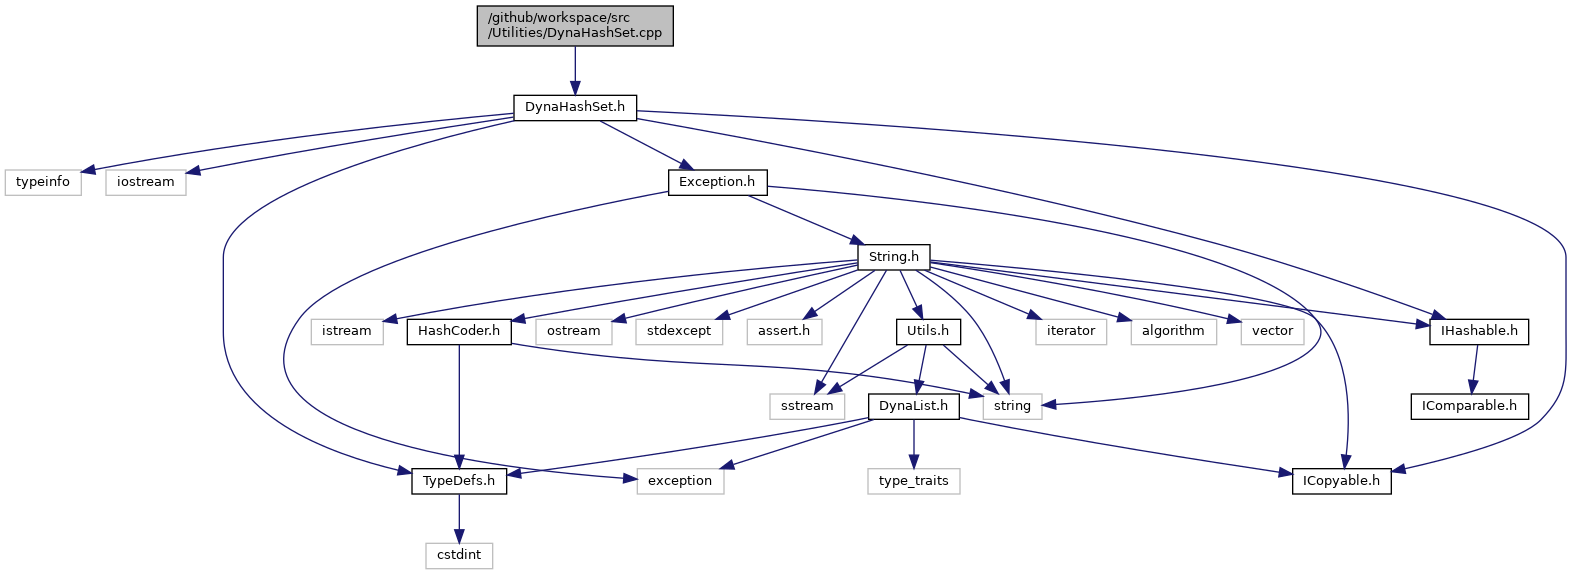 /github/workspace/src
/Utilities/DynaHashSet.cpp
DynaHashSet.h
typeinfo
iostream
Exception.h
String.h
istream
HashCoder.h
ostream
stdexcept
assert.h
Utils.h
iterator
algorithm
vector
IHashable.h
sstream
DynaList.h
string
IComparable.h
TypeDefs.h
exception
type_traits
ICopyable.h
cstdint